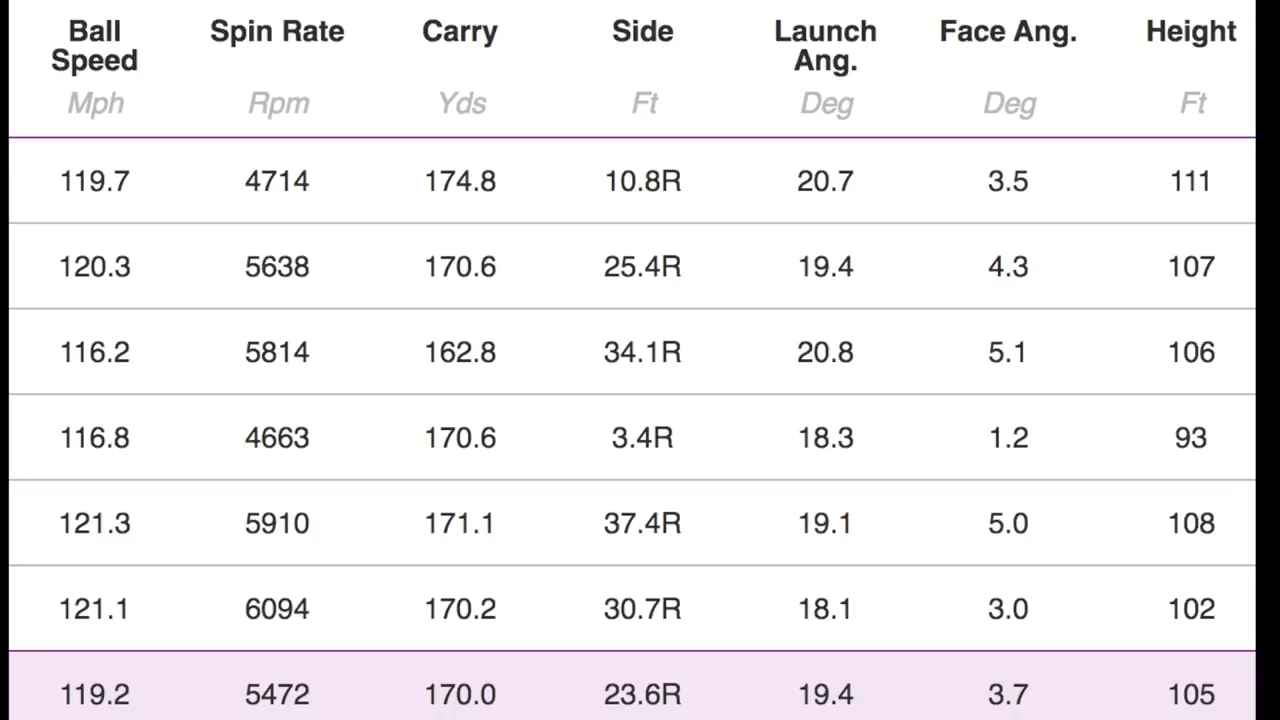 Ball Speed Spin Rate Carry Side Launch Ang. Face Ang. Height
Mph Rpm Yds Ft Deg Deg Ft
119.7 4714 174.8 10.8R 20.7 3.5 111
120.3 5638 170.6 25.4R 19.4 4.3 107
116.2 5814 162.8 34.1R 20.8 5.1 106
116.8 4663 170.6 3.4R 18.3 1.2 93
121.3 5910 171.1 37.4R 19.1 5.0 108
121.1 6094 170.2 30.7R 18.1 3.0 102
119.2 5472 170.0 23.6R 19.4 3.7 105